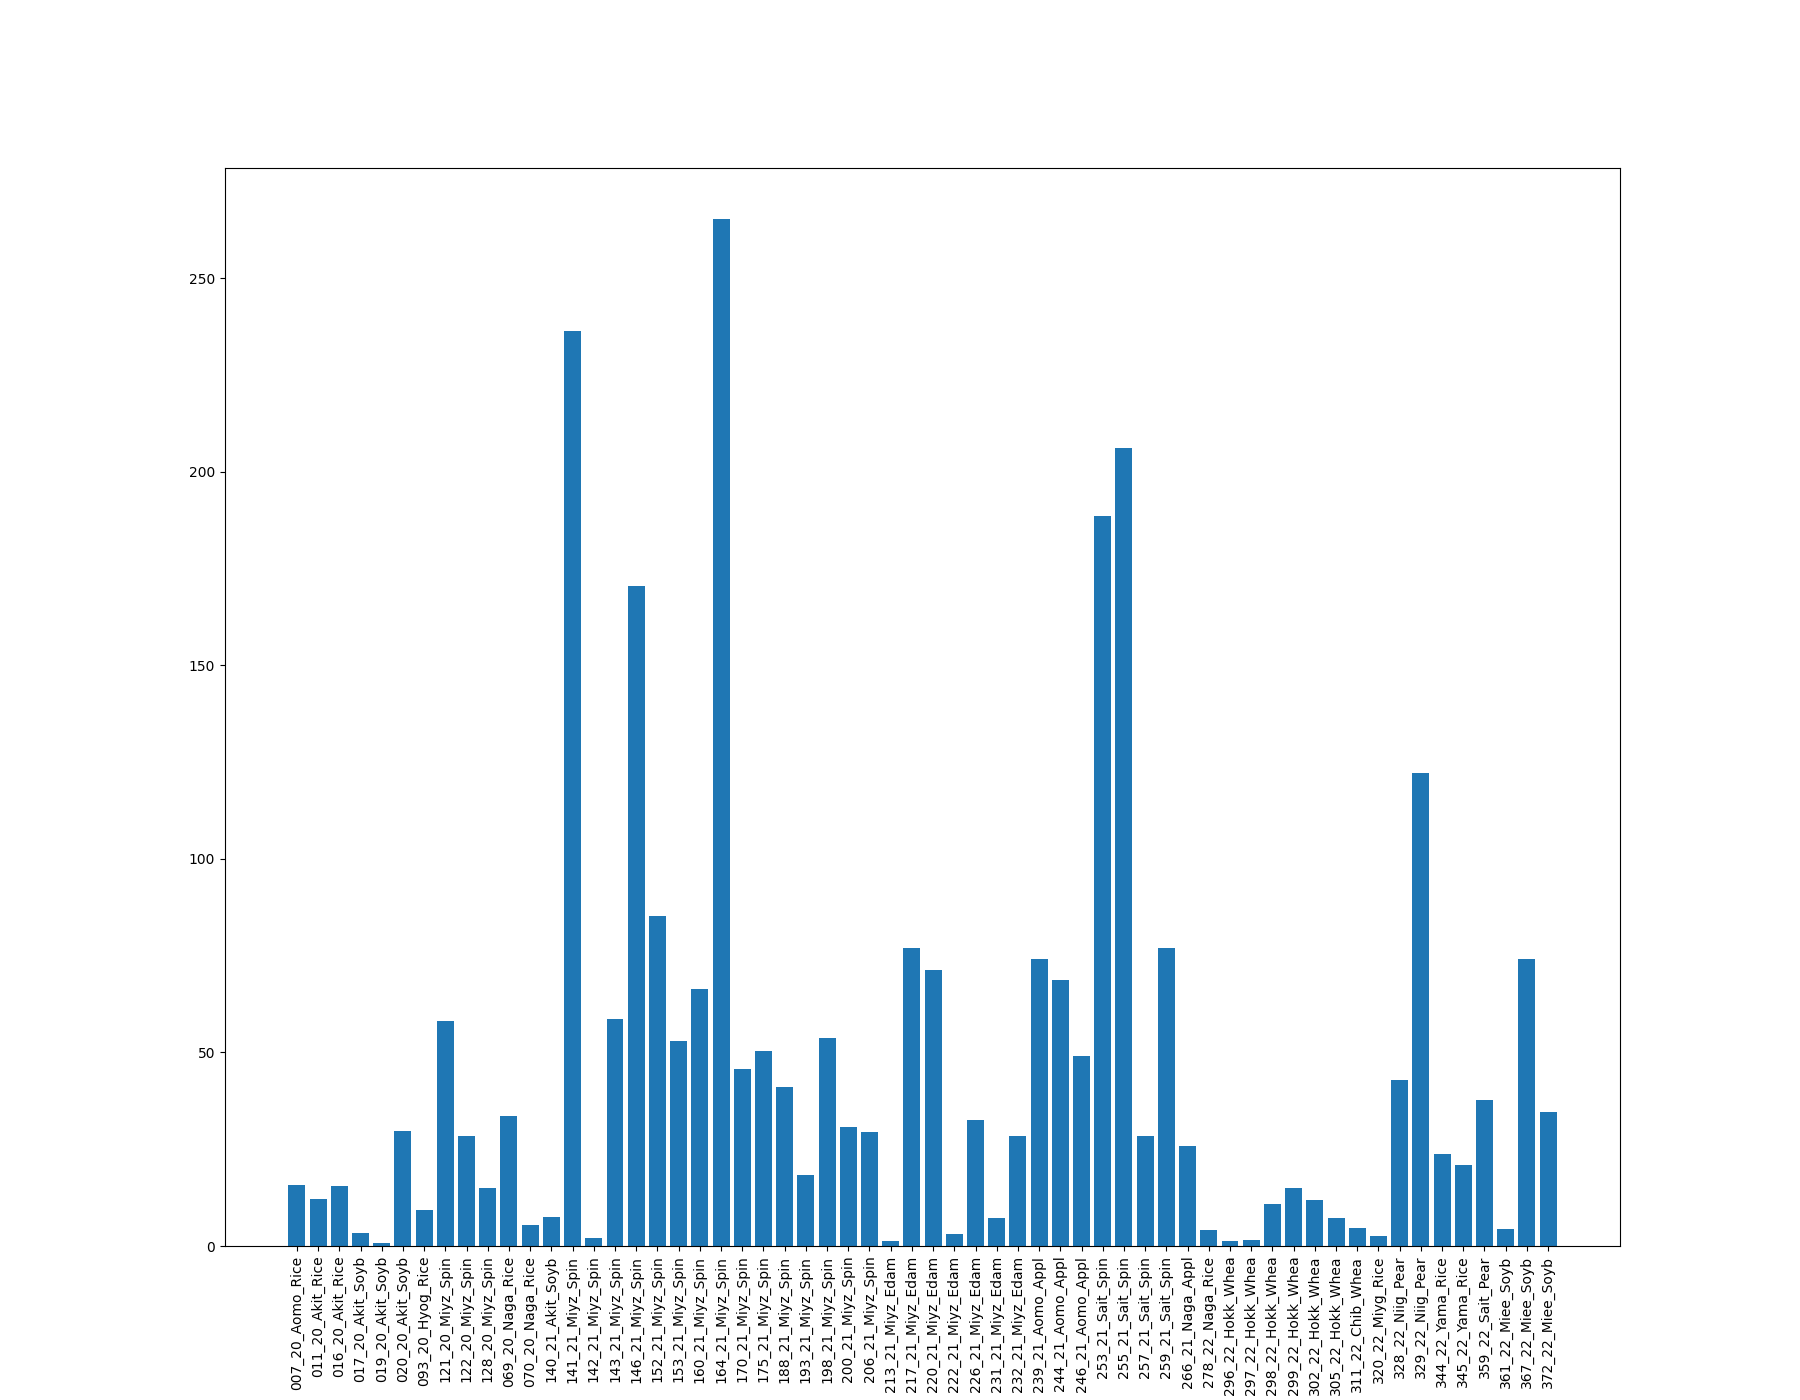 250
200
150
100
50
0
007_20_Aomo_Rice
011_20_Akit_Rice
016_20_Akit_Rice
017_20_Akit_Soyb
019_20_Akit_Soyb
020_20_Akit_Soyb
093_20_Hyog_Rice
121_20_Miyz_Spin
122_20_Miyz_Spin
128_20_Miyz_Spin
069_20_Naga_Rice
070_20_Naga_Rice
140_21_Akit_Soyb
141_21_Miyz_Spin
142_21_Miyz_Spin
143_21_Miyz_Spin
146_21_Miyz_Spin
152_21_Miyz_Spin
153_21_Miyz_Spin
160_21_Miyz_Spin
164_21_Miyz_Spin
170_21_Miyz_Spin
175_21_Miyz_Spin
188_21_Miyz_Spin
193_21_Miyz_Spin
198_21_Miyz_Spin
200_21_Miyz_Spin
206_21_Miyz_Spin
213_21_Miyz_Edam
217_21_Miyz_Edam
220_21_Miyz_Edam
222_21_Miyz_Edam
226_21_Miyz_Edam
231_21_Miyz_Edam
232_21_Miyz_Edam
239_21_Aomo_Appl
244_21_Aomo_Appl
246_21_Aomo_Appl
253_21_Sait_Spin
255_21_Sait_Spin
257_21_Sait_Spin
259_21_Sait_Spin
266_21_Naga_Appl
278_22_Naga_Rice
296_22_Hokk_Whea
297_22_Hokk_Whea
298_22_Hokk_Whea
299_22_Hokk_Whea
302_22_Hokk_Whea
305_22_Hokk_Whea
311_22_Chib_Whea
320_22_Miyg_Rice
328_22_Niig_Pear
329_22_Niig_Pear
344_22_Yama_Rice
345_22_Yama_Rice
359_22_Sait_Pear
361_22_Miee_Soyb
367_22_Miee_Soyb
372_22_Miee_Soyb